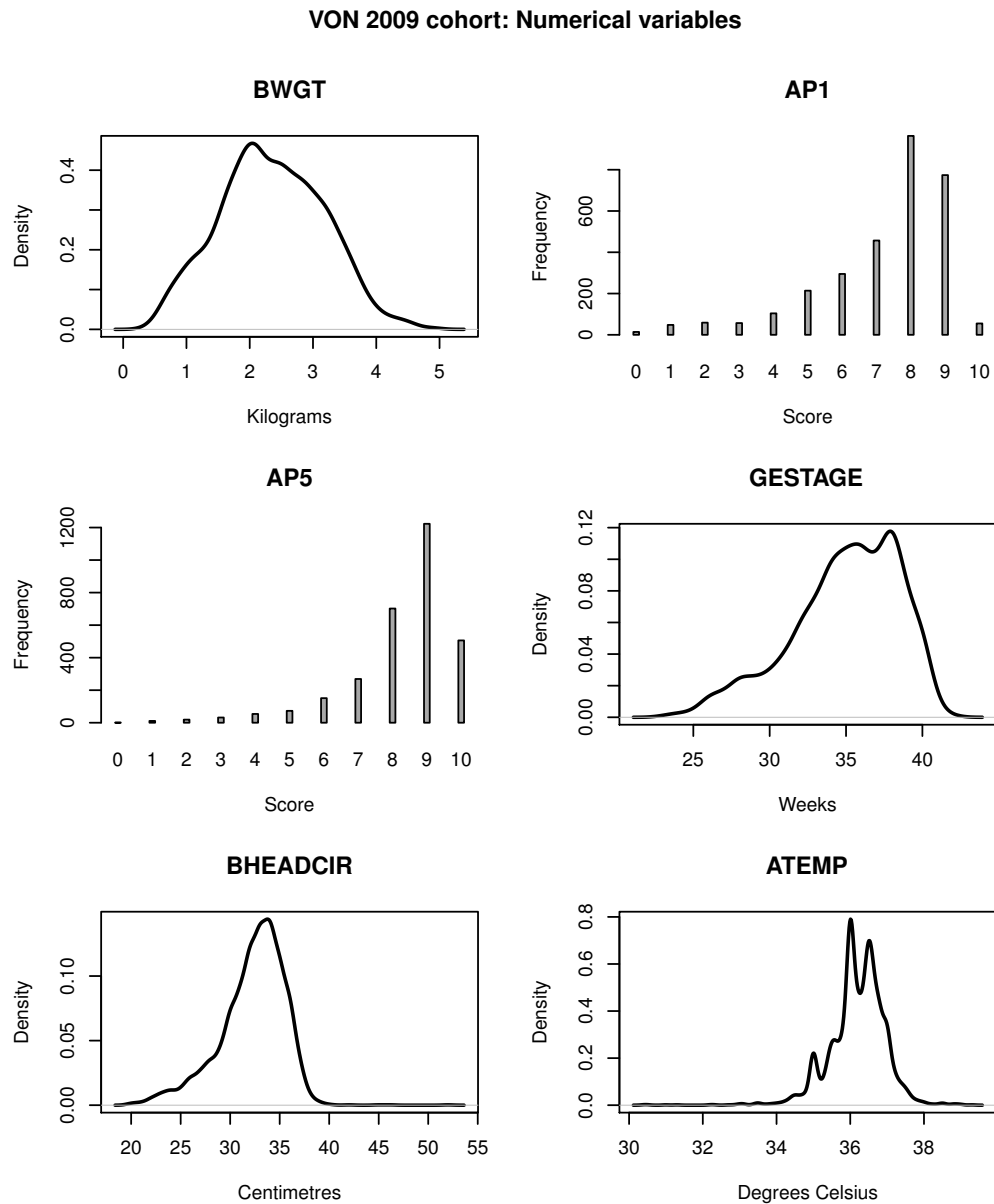 VON 2009 cohort: Numerical variables
BWGT
Density
0.0 0.2 0.4
0 1 2 3 4 5
Kilograms
AP1
Frequency
0 200 600
0 1 2 3 4 5 6 7 8 9 10
Score
AP5
Frequency
0 400 800 1200
0 1 2 3 4 5 6 7 8 9 10
Score
GESTAGE
Density
0.00 0.04 0.08 0.12
25 30 35 40
Weeks
BHEADCIR
Density
0.00 0.05 0.10
20 25 30 35 40 45 50 55
Centimetres
ATEMP
Density
0.0 0.2 0.4 0.6 0.8
30 32 34 36 38
Degrees Celsius